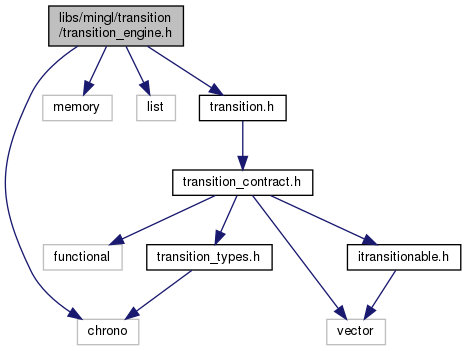 libs/mingl/transition
/transition_engine.h
memory
list
transition.h
transition_contract.h
functional
transition_types.h
itransitionable.h
chrono
vector